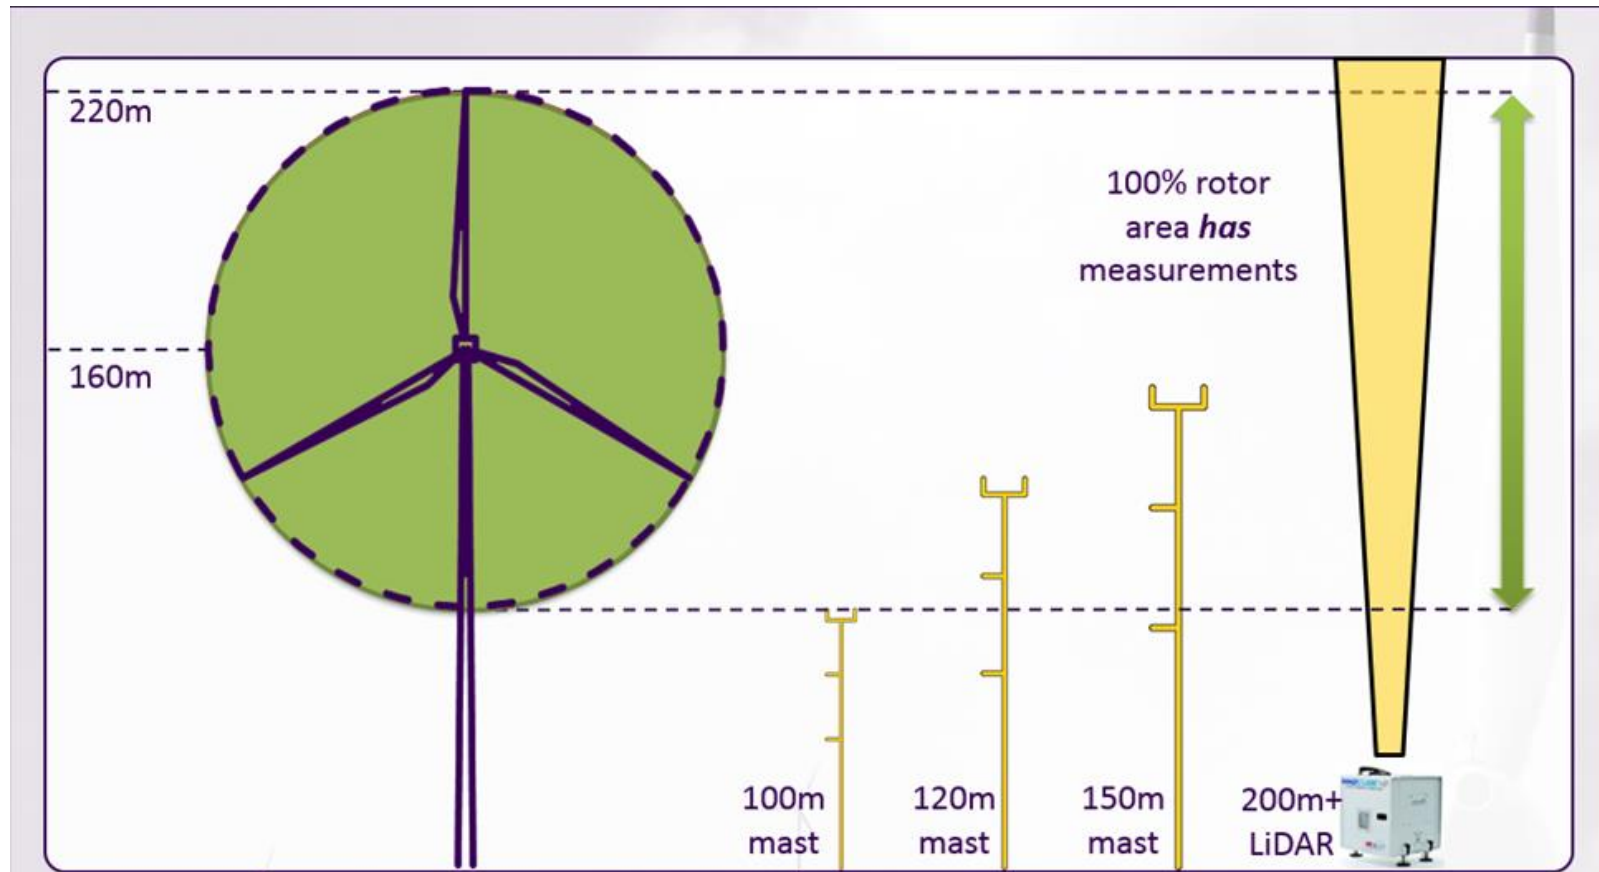 220m
160m
100% rotor
area has
measurements
100m
mast
120m
mast
150m
mast
200m+
LiDAR